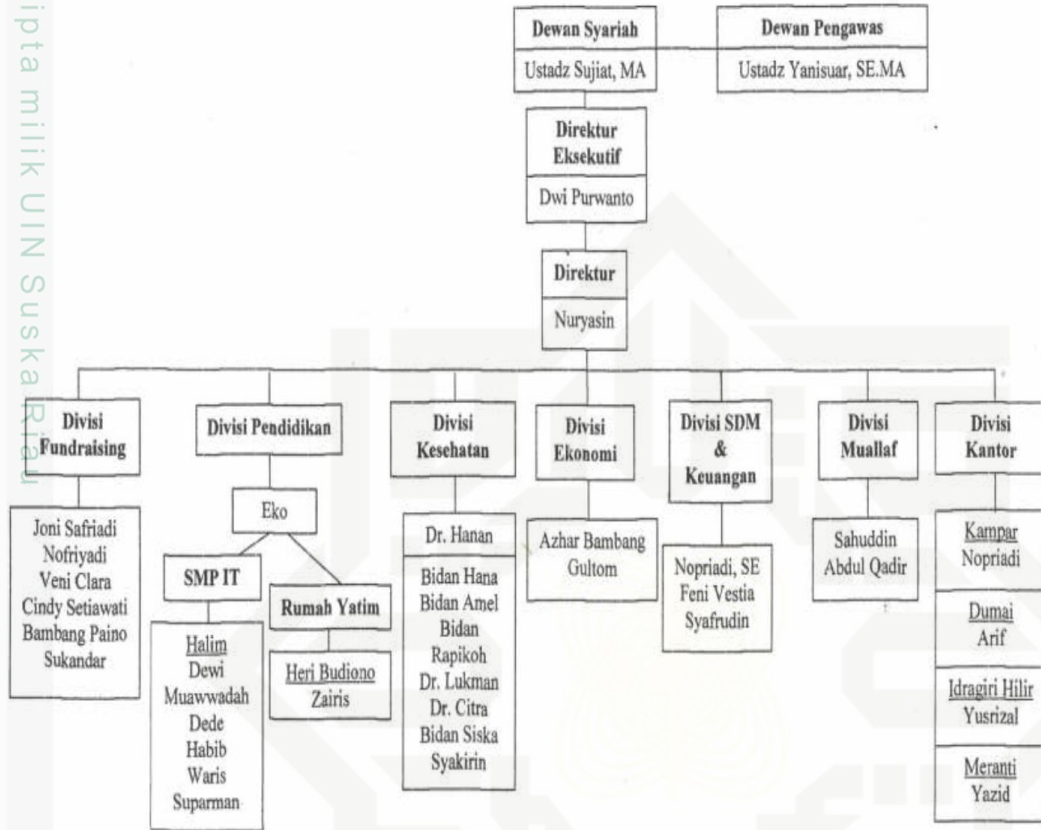 ipta milik UIN Suska Riau
Dewan Syariah
Ustadz Sujiat, MA
Dewan Pengawas
Ustadz Yanisuar, SE.MA
Direktur
Eksekutif
Dwi Purwanto
Direktur
Nuryasin
Divisi
Fundraising
Joni Safriadi
Nofriyadi
Veni Clara
Cindy Setiawati
Bambang Paino
Sukandar
Divisi Pendidikan
Eko
SMP IT
Halim
Dewi
Muawwadah
Dede
Habib
Waris
Suparman
Rumah Yatim
Heri Budiono
Zairis
Divisi
Kesehatan
Dr. Hanan
Bidan Hana
Bidan Amel
Bidan
Rapikoh
Dr. Lukman
Dr. Citra
Bidan Siska
Syakirin
Divisi
Ekonomi
Azhar Bambang
Gultom
Divisi SDM
&
Keuangan
Nopriadi, SE
Feni Vestia
Syafrudin
Divisi
Muallaf
Sahuddin
Abdul Qadir
Divisi
Kantor
Kampar
Nopriadi
Dumai
Arif
Idragiri Hilir
Yusrizal
Meranti
Yazid